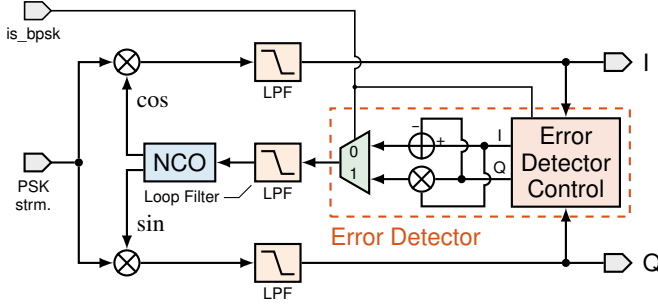 is_bpsk
I
LPF
cos
PSK
strm.
NCO
Loop Filter
LPF
0
1
−
+
I
Q
Error
Detector
Control
Error Detector
sin
LPF
Q